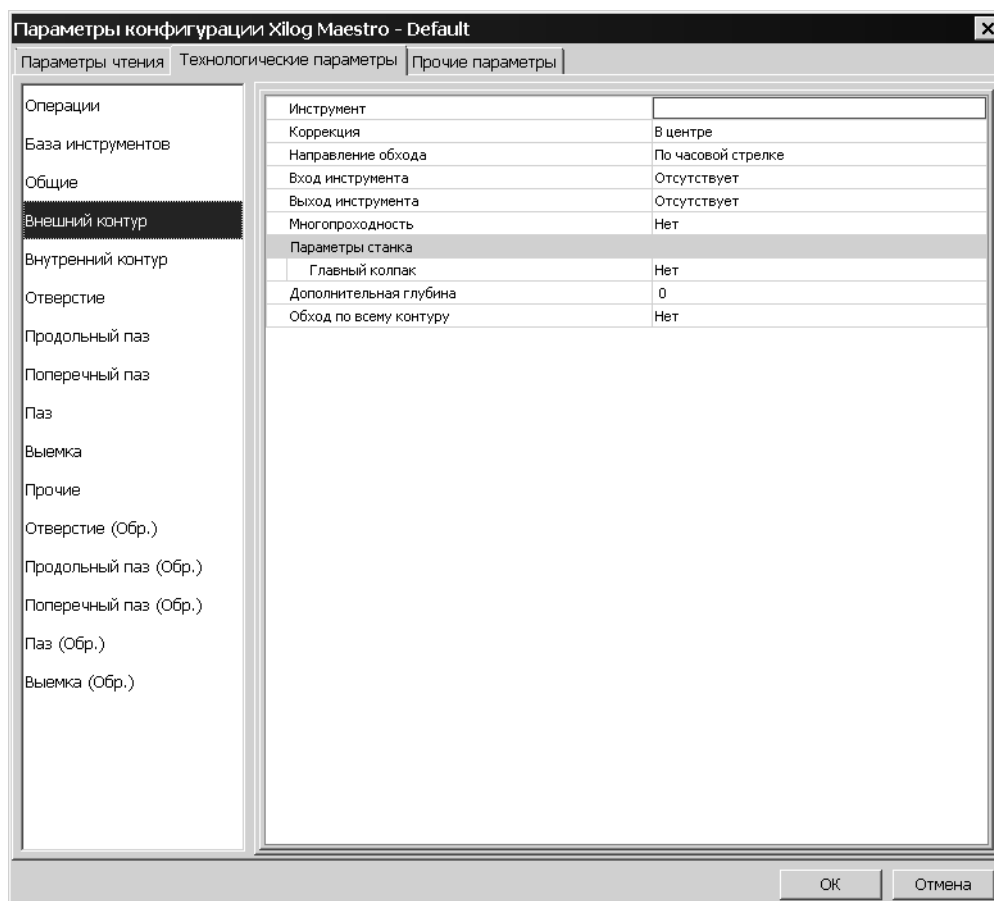 Параметры конфигурации Xilog Maestro - Default
Параметры чтения Технологические параметры Прочие параметры
Операции
База инструментов
Общие
Внешний контур
Внутренний контур
Отверстие
Продольный паз
Поперечный паз
Паз
Выемка
Прочие
Отверстие (Обр.)
Продольный паз (Обр.)
Поперечный паз (Обр.)
Паз (Обр.)
Выемка (Обр.)
Инструмент
Коррекция В центре
Направление обхода По часовой стрелке
Вход инструмента Отсутствует
Выход инструмента Отсутствует
Многопроходность Нет
Параметры станка
Главный колпак Нет
Дополнительная глубина 0
Обход по всему контуру Нет
ОК Отмена